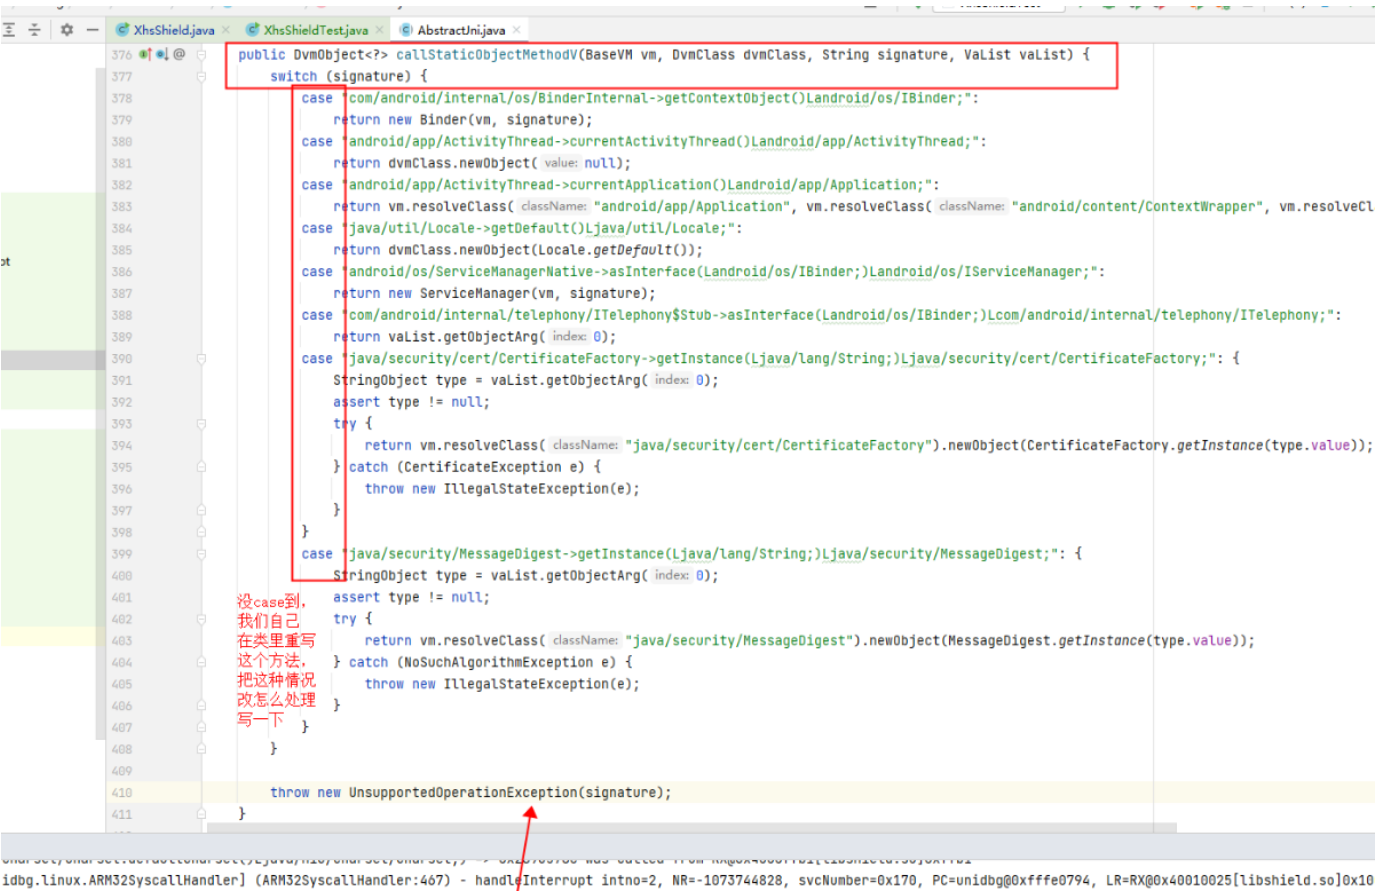 XhsShield.java × XhsShieldTest.java × AbstractJni.java ×
376 public DvmObject<?> callStaticObjectMethodV(BaseVM vm, DvmClass dvmClass, String signature, VaList vaList) {
377 switch (signature) {
378 case "com/android/internal/os/BinderInternal->getContextObject()Landroid/os/IBinder;":
379 return new Binder(vm, signature);
380 case "android/app/ActivityThread->currentActivityThread()Landroid/app/ActivityThread;":
381 return dvmClass.newObject( value: null);
382 case "android/app/ActivityThread->currentApplication()Landroid/app/Application;":
383 return vm.resolveClass( className: "android/app/Application", vm.resolveClass( className: "android/content/ContextWrapper", vm.resolveCl
384 case "java/util/Locale->getDefault()Ljava/util/Locale;":
385 return dvmClass.newObject(Locale.getDefault());
386 case "android/os/ServiceManagerNative->asInterface(Landroid/os/IBinder;)Landroid/os/IServiceManager;":
387 return new ServiceManager(vm, signature);
388 case "com/android/internal/telephony/ITelephony$Stub->asInterface(Landroid/os/IBinder;)Lcom/android/internal/telephony/ITelephony;":
389 return vaList.getObjectArg( index: 0);
390 case "java/security/cert/CertificateFactory->getInstance(Ljava/lang/String;)Ljava/security/cert/CertificateFactory;": {
391 StringObject type = vaList.getObjectArg( index: 0);
392 assert type != null;
393 try {
394 return vm.resolveClass( className: "java/security/cert/CertificateFactory").newObject(CertificateFactory.getInstance(type.value));
395 } catch (CertificateException e) {
396 throw new IllegalStateException(e);
397 }
398 }
399 case "java/security/MessageDigest->getInstance(Ljava/lang/String;)Ljava/security/MessageDigest;": {
400 StringObject type = vaList.getObjectArg( index: 0);
401 assert type != null;
402 try {
403 return vm.resolveClass( className: "java/security/MessageDigest").newObject(MessageDigest.getInstance(type.value));
404 } catch (NoSuchAlgorithmException e) {
405 throw new IllegalStateException(e);
406 }
407 }
408 }
409
410 throw new UnsupportedOperationException(signature);
411 }
没case到，
我们自己
在类里重写
这个方法，
把这种情况
改怎么处理
写一下
idbg.linux.ARM32SyscallHandler] (ARM32SyscallHandler:467) - handleInterrupt intno=2, NR=-1073744828, svcNumber=0x170, PC=unidbg@0xfffe0794, LR=RX@0x40010025[libshield.so]0x10